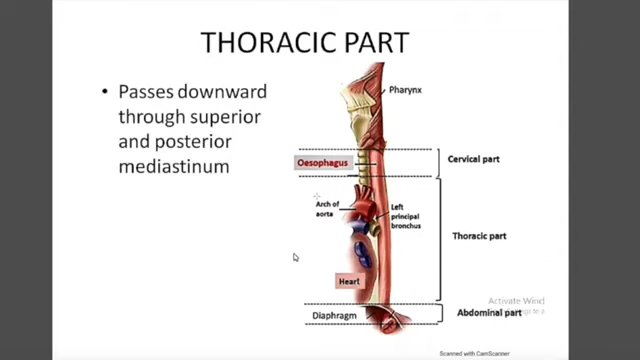 THORACIC PART
• Passes downward
through superior
and posterior
mediastinum
Pharynx
Oesophagus
Cervical part
Arch of
aorta
Left
principal
bronchus
Thoracic part
Heart
Diaphragm
Abdominal part
Activate Wind
Scanned with CamScanner